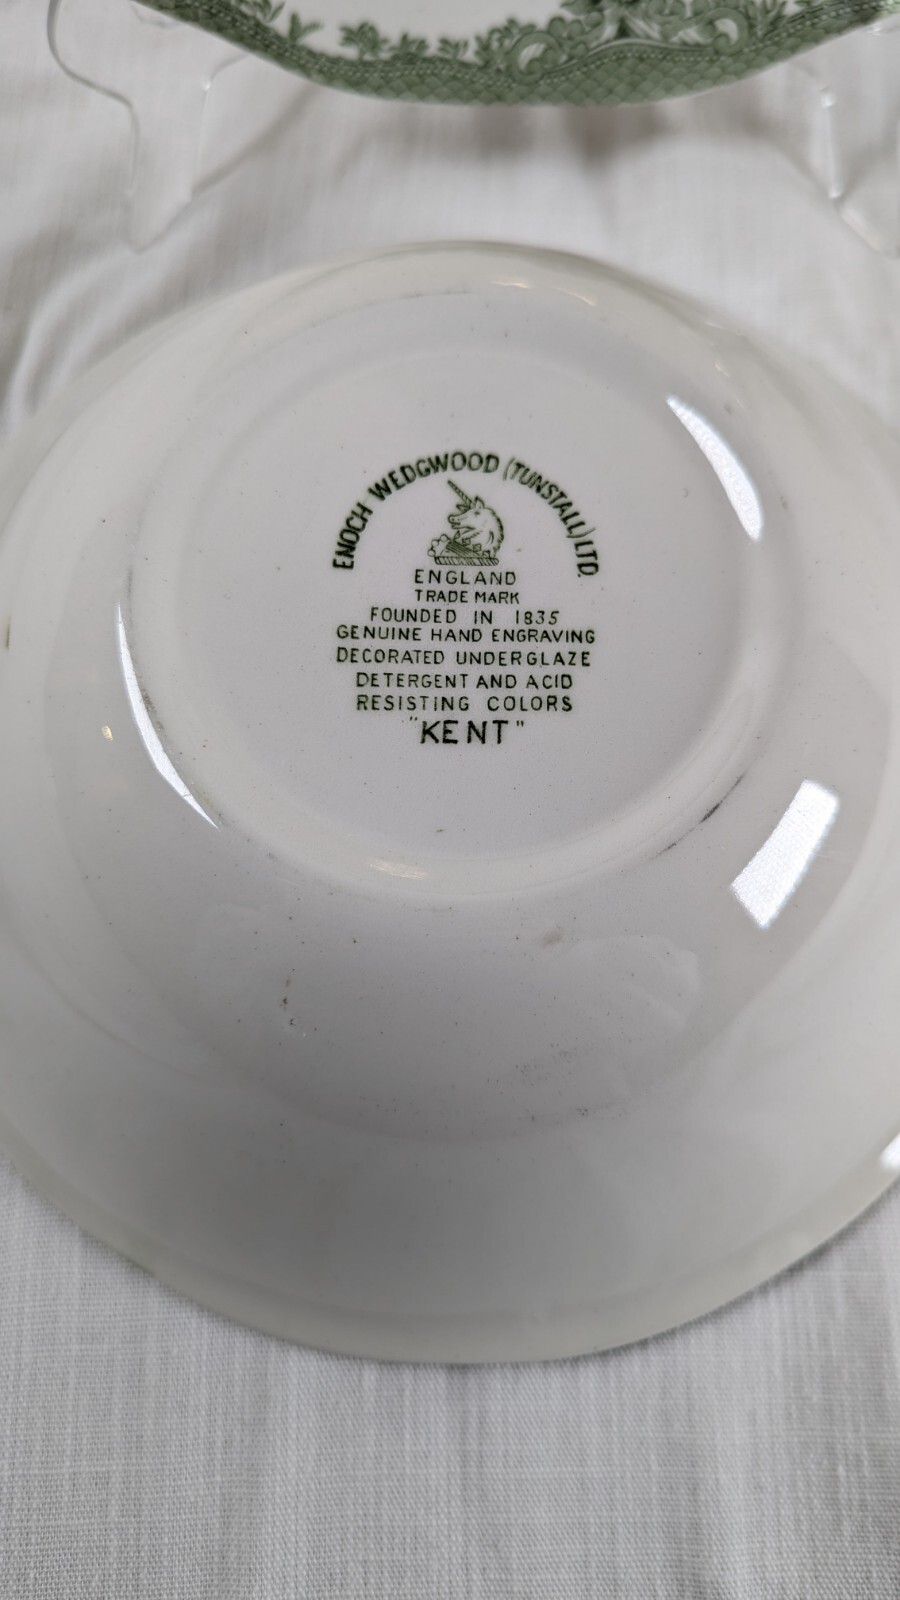 ENOCH WEDGWOOD (TUNSTALL) LTD.
ENGLAND
TRADE MARK
FOUNDED IN 1835
GENUINE HAND ENGRAVING
DECORATED UNDERGLAZE
DETERGENT AND ACID
RESISTING COLORS
"KENT"